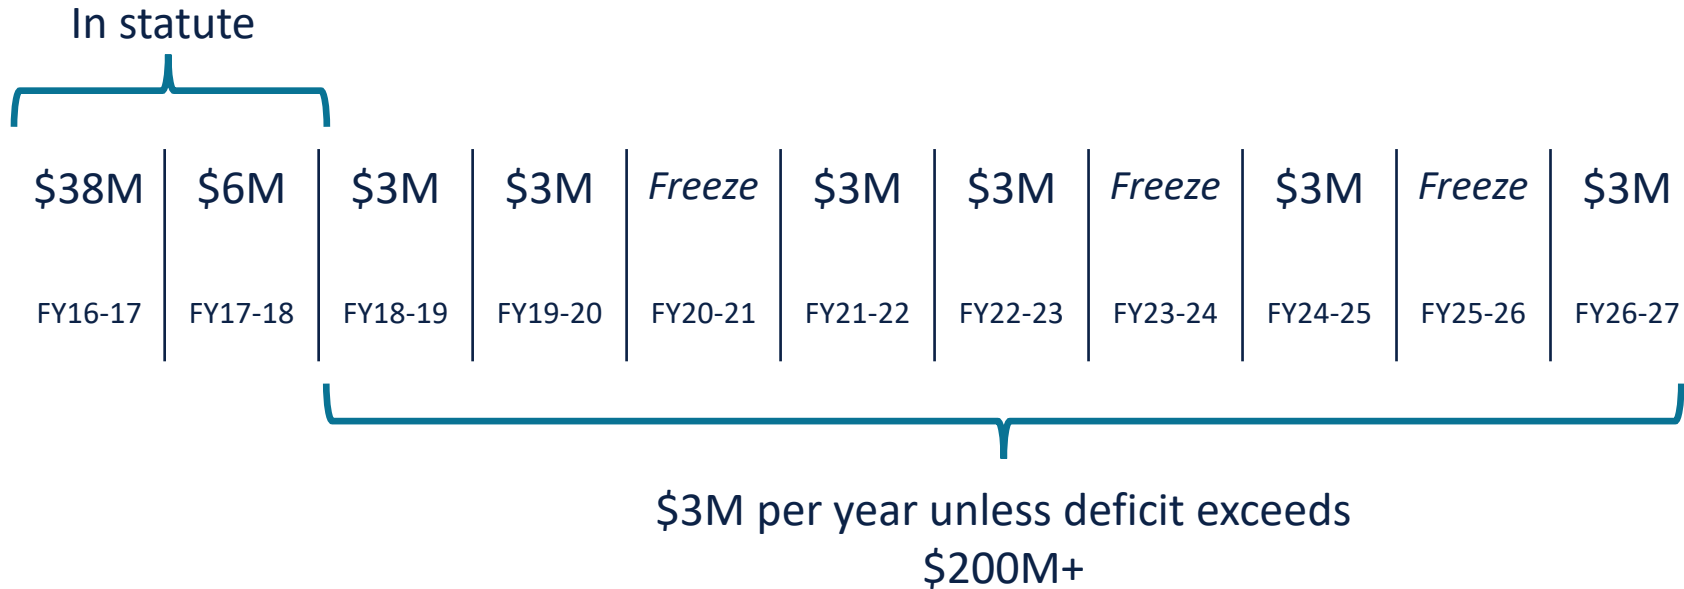 In statute
$38M $6M $3M $3M Freeze $3M $3M Freeze $3M Freeze $3M
FY16-17 FY17-18 FY18-19 FY19-20 FY20-21 FY21-22 FY22-23 FY23-24 FY24-25 FY25-26 FY26-27
$3M per year unless deficit exceeds
$200M+